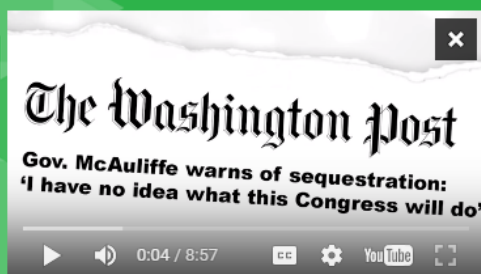 The Washington Post
Gov. McAuliffe warns of sequestration:
‘I have no idea what this Congress will do’
0:04 / 8:57 CC YouTube